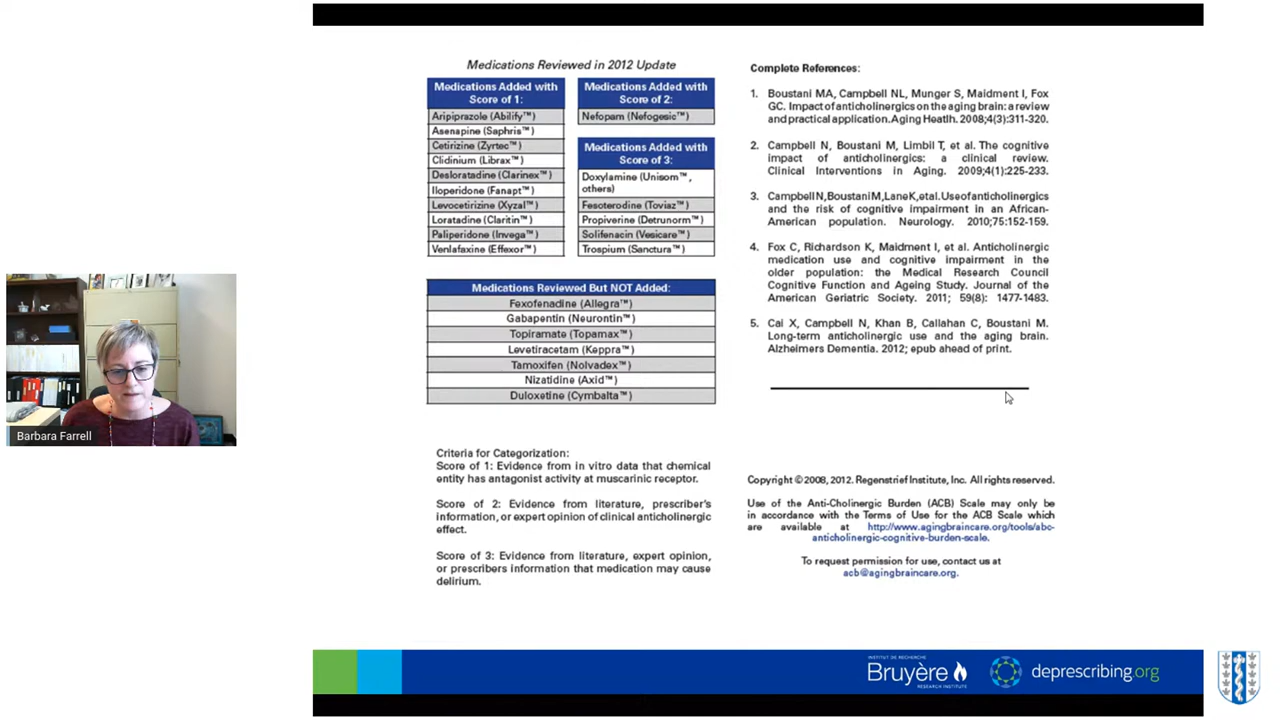 Medications Reviewed in 2012 Update
Medications Added with
Score of 1:
Aripiprazole (Abilify™)
Asenapine (Saphris™)
Cetirizine (Zyrtec™)
Clidinium (Librax™)
Desloratadine (Clarinex™)
Iloperidone (Fanapt™)
Levocetirizine (Xyzal™)
Loratadine (Claritin™)
Paliperidone (Invega™)
Venlafaxine (Effexor™)
Medications Added with
Score of 2:
Nefopam (Nefogesic™)
Medications Added with
Score of 3:
Doxylamine (Unisom™,
others)
Fesoterodine (Toviaz™)
Propiverine (Detrunorm™)
Solifenacin (Vesicare™)
Trospium (Sanctura™)
Medications Reviewed But NOT Added:
Fexofenadine (Allegra™)
Gabapentin (Neurontin™)
Topiramate (Topamax™)
Levetiracetam (Keppra™)
Tamoxifen (Nolvadex™)
Nizatidine (Axid™)
Duloxetine (Cymbalta™)
Criteria for Categorization:
Score of 1: Evidence from in vitro data that chemical
entity has antagonist activity at muscarinic receptor.
Score of 2: Evidence from literature, prescriber's
information, or expert opinion of clinical anticholinergic
effect.
Score of 3: Evidence from literature, expert opinion,
or prescribers information that medication may cause
delirium.
Complete References:
1. Boustani MA, Campbell NL, Munger S, Maidment I, Fox
GC. Impact of anticholinergics on the aging brain: a review
and practical application. Aging Heatlh. 2008;4(3):311-320.
2. Campbell N, Boustani M, Limbil T, et al. The cognitive
impact of anticholinergics: a clinical review.
Clinical Interventions in Aging. 2009;4(1):225-233.
3. Campbell N, Boustani M, Lane K, et al. Use of anticholinergics
and the risk of cognitive impairment in an African-
American population. Neurology. 2010;75:152-159.
4. Fox C, Richardson K, Maidment I, et al. Anticholinergic
medication use and cognitive impairment in the
older population: the Medical Research Council
Cognitive Function and Ageing Study. Journal of the
American Geriatric Society. 2011; 59(8): 1477-1483.
5. Cai X, Campbell N, Khan B, Callahan C, Boustani M.
Long-term anticholinergic use and the aging brain.
Alzheimers Dementia. 2012; epub ahead of print.
Copyright © 2008, 2012. Regenstrief Institute, Inc. All rights reserved.
Use of the Anti-Cholinergic Burden (ACB) Scale may only be
in accordance with the Terms of Use for the ACB Scale which
are available at http://www.agingbraincare.org/tools/abc-
anticholinergic-cognitive-burden-scale.
To request permission for use, contact us at
acb@agingbraincare.org.
Barbara Farrell
INSTITUT DE RECHERCHE
Bruyère
RESEARCH INSTITUTE
deprescribing.org